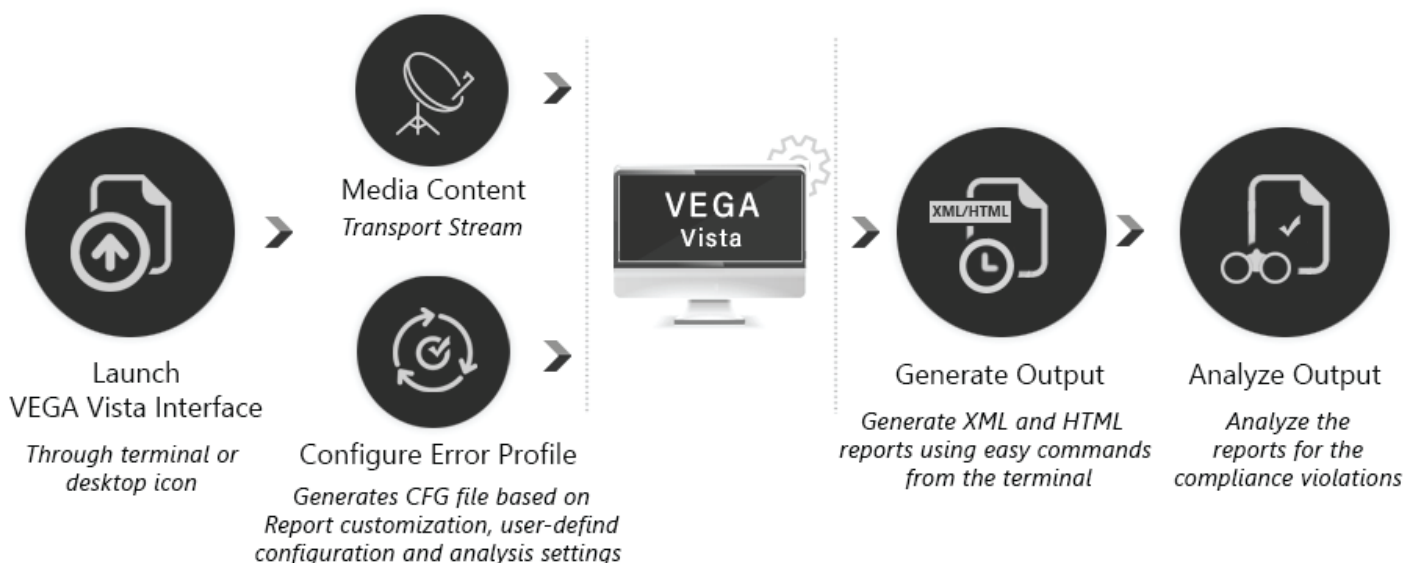 Launch
VEGA Vista Interface
Through terminal or
desktop icon
Media Content
Transport Stream
Configure Error Profile
Generates CFG file based on
Report customization, user-defind
configuration and analysis settings
VEGA
Vista
XML/HTML
Generate Output
Generate XML and HTML
reports using easy commands
from the terminal
Analyze Output
Analyze the
reports for the
compliance violations